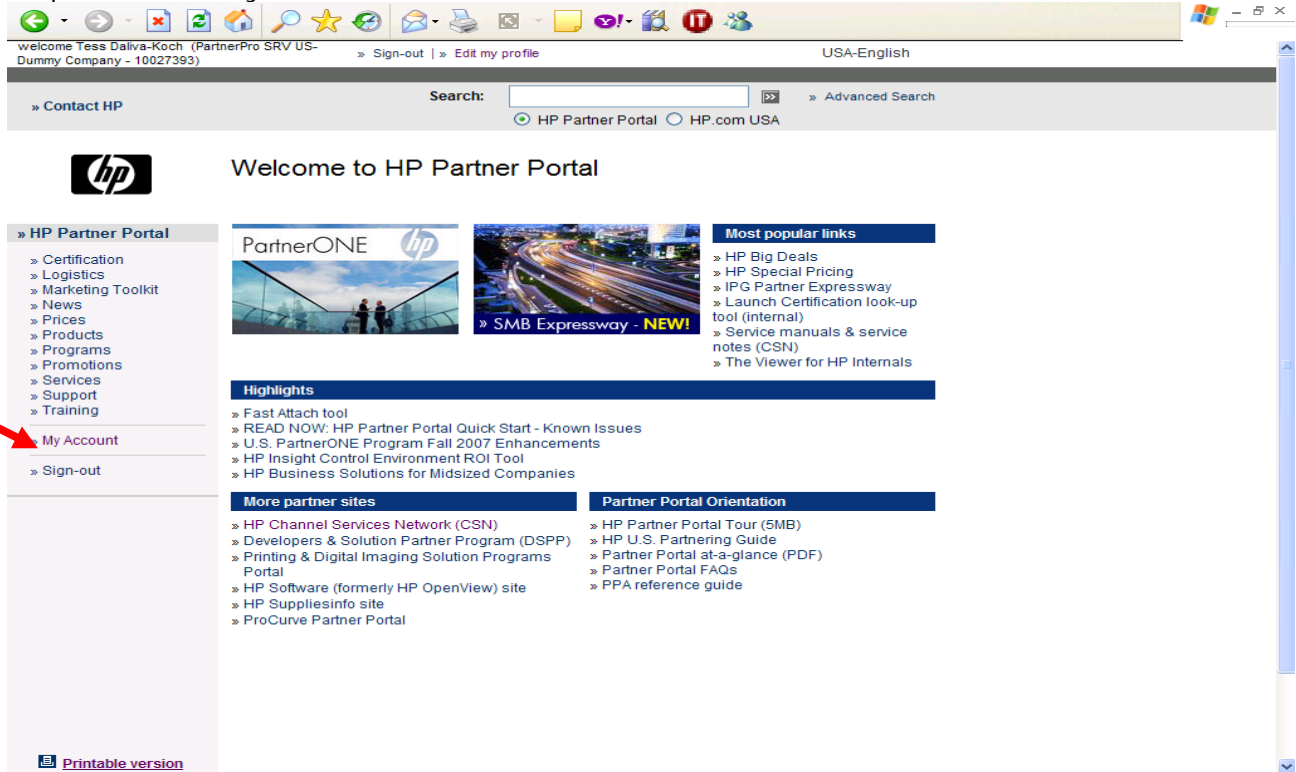 welcome Tess Daliva-Koch (PartnerPro SRV US-
Dummy Company - 10027393)
» Sign-out | » Edit my profile
USA-English
» Contact HP
Search:
» Advanced Search
HP Partner Portal
HP.com USA
hp
Welcome to HP Partner Portal
» HP Partner Portal
» Certification
» Logistics
» Marketing Toolkit
» News
» Prices
» Products
» Programs
» Promotions
» Services
» Support
» Training
» My Account
» Sign-out
PartnerONE
hp
» SMB Expressway - NEW!
Most popular links
» HP Big Deals
» HP Special Pricing
» IPG Partner Expressway
» Launch Certification look-up
tool (internal)
» Service manuals & service
notes (CSN)
» The Viewer for HP Internals
Highlights
» Fast Attach tool
» READ NOW: HP Partner Portal Quick Start - Known Issues
» U.S. PartnerONE Program Fall 2007 Enhancements
» HP Insight Control Environment ROI Tool
» HP Business Solutions for Midsized Companies
More partner sites
» HP Channel Services Network (CSN)
» Developers & Solution Partner Program (DSPP)
» Printing & Digital Imaging Solution Programs
Portal
» HP Software (formerly HP OpenView) site
» HP Suppliesinfo site
» ProCurve Partner Portal
Partner Portal Orientation
» HP Partner Portal Tour (5MB)
» HP U.S. Partnering Guide
» Partner Portal at-a-glance (PDF)
» Partner Portal FAQs
» PPA reference guide
Printable version